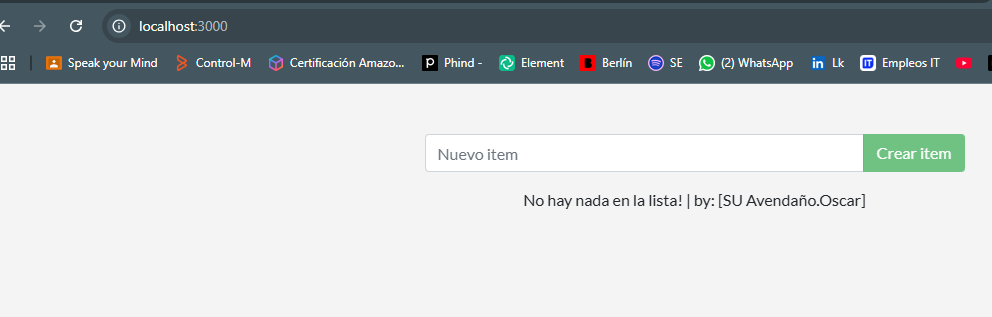 localhost:3000
Speak your Mind Control-M Certificación Amazo... Phind - Element Berlín SE (2) WhatsApp Lk Empleos IT
Nuevo item Crear item
No hay nada en la lista! | by: [SU Avendaño.Oscar]